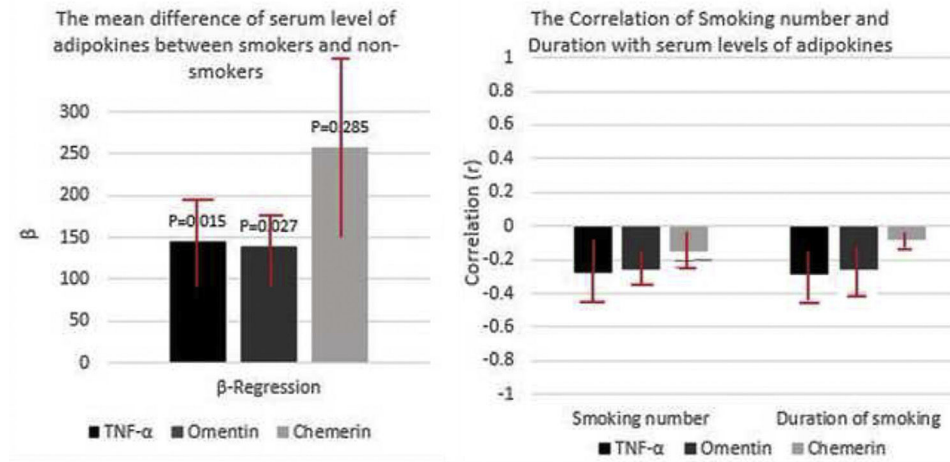 The mean difference of serum level of
adipokines between smokers and non-
smokers
300
250
200
150
100
50
0
β
P=0.015
P=0.027
P=0.285
β-Regression
TNF-α Omentin Chemerin
The Correlation of Smoking number and
Duration with serum levels of adipokines
1
0.8
0.6
0.4
0.2
0
-0.2
-0.4
-0.6
-0.8
-1
Correlation (r)
Smoking number Duration of smoking
TNF-α Omentin Chemerin